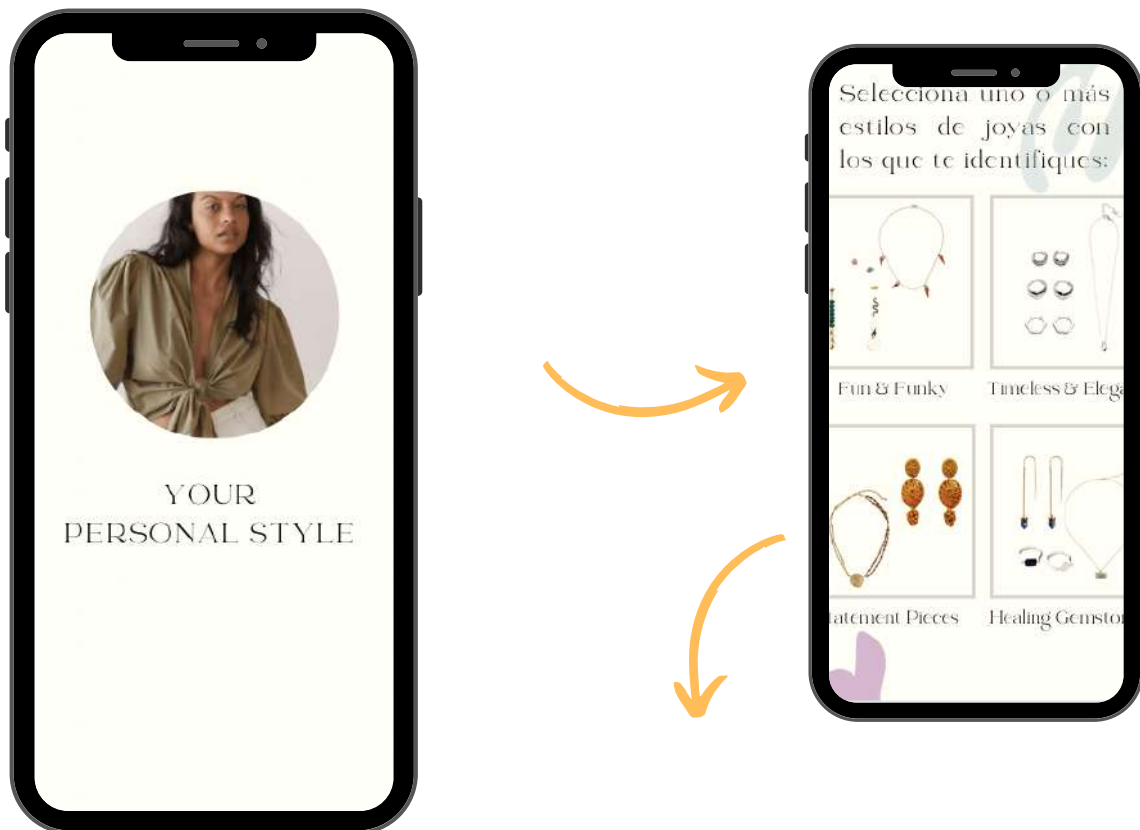 YOUR
PERSONAL STYLE
Selecciona uno o más
estilos de joyas con
los que te identifiques:
Fun & Funky
Timeless & Elega
tatement Pieces
Healing Gemsto